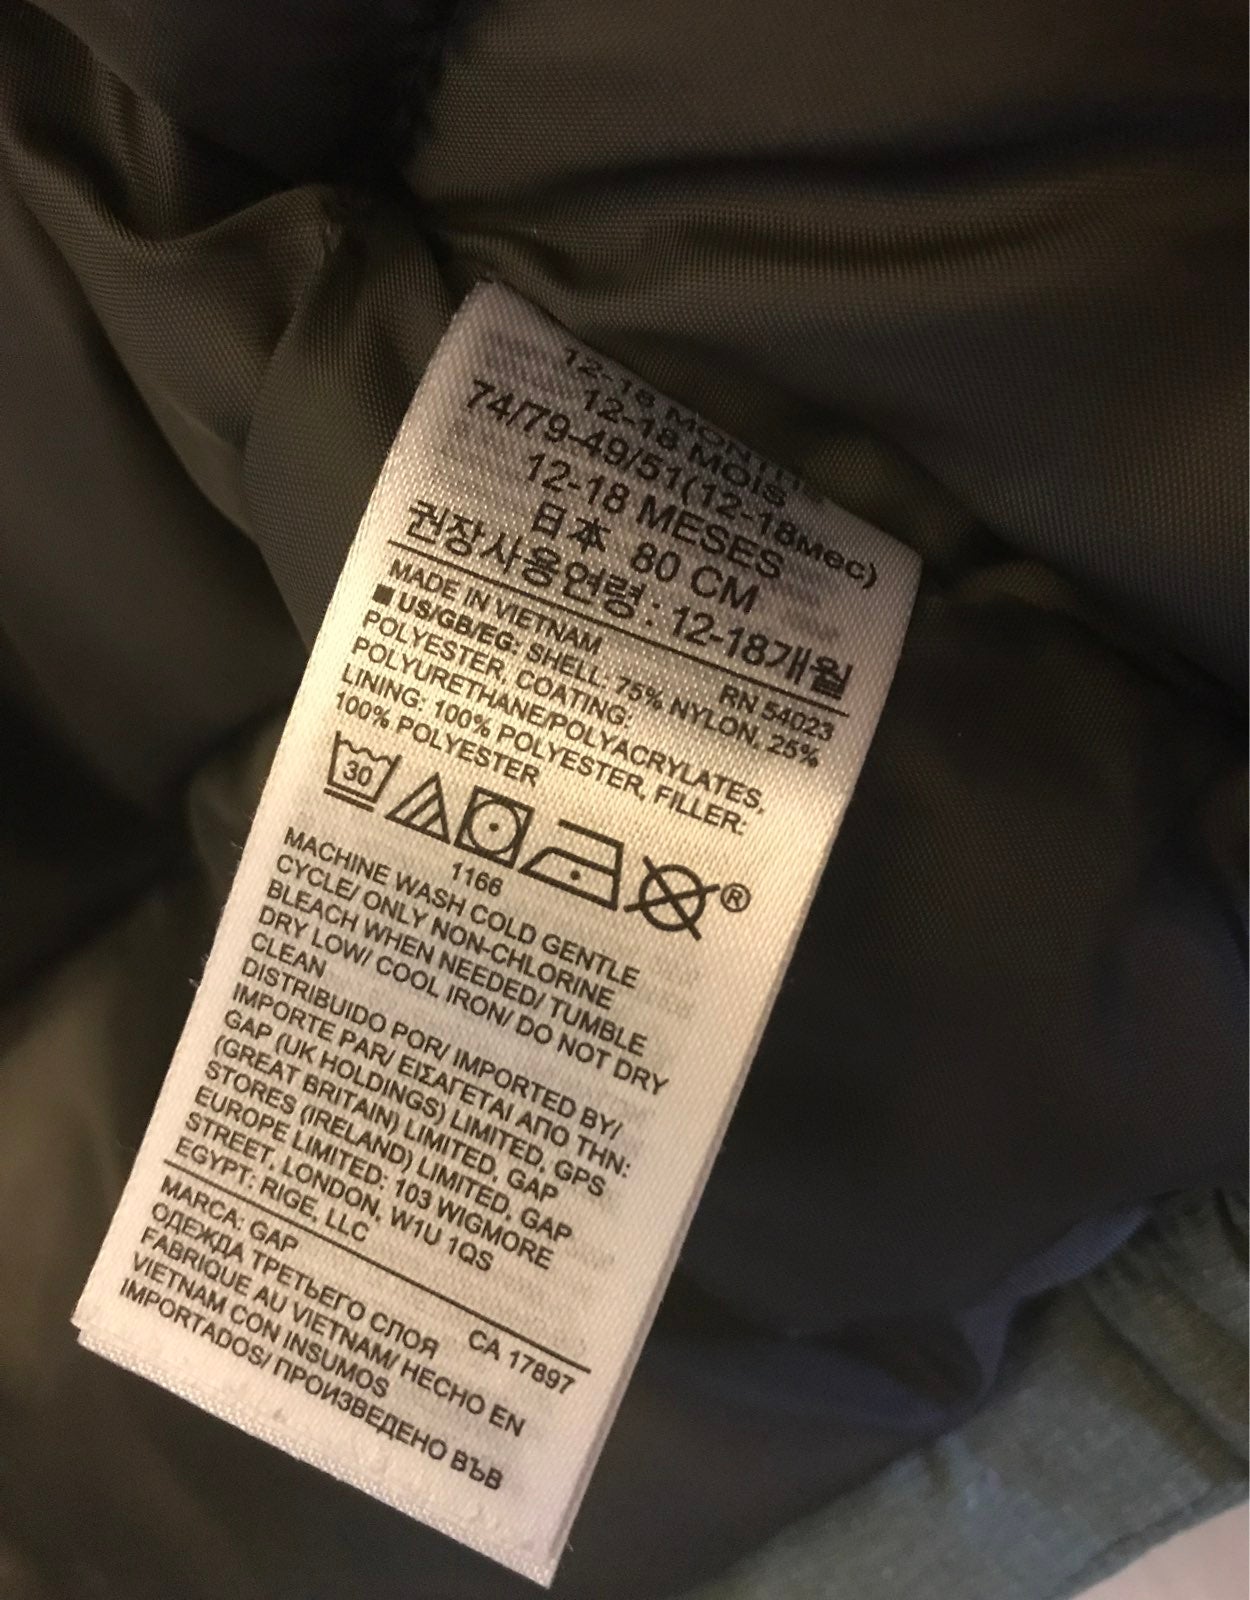 12-18 MONTHS
12-18 MOIS
74/79-49/51(12-18мес)
12-18 MESES
日本 80 CM
권장사용연령 : 12-18개월
MADE IN VIETNAM RN 54023
■ US/GB/EG: SHELL: 75% NYLON, 25%
POLYESTER, COATING:
POLYURETHANE/POLYACRYLATES,
LINING: 100% POLYESTER, FILLER:
100% POLYESTER
30
®
1166
MACHINE WASH COLD GENTLE
CYCLE/ ONLY NON-CHLORINE
BLEACH WHEN NEEDED/ TUMBLE
DRY LOW/ COOL IRON/ DO NOT DRY
CLEAN
DISTRIBUIDO POR/ IMPORTED BY/
IMPORTE PAR/ ΕΙΣΑΓΕΤΑΙ ΑΠΟ ΤΗΝ:
GAP (UK HOLDINGS) LIMITED, GPS
(GREAT BRITAIN) LIMITED, GAP
STORES (IRELAND) LIMITED, GAP
EUROPE LIMITED: 103 WIGMORE
STREET, LONDON, W1U 1QS
EGYPT: RIGE, LLC
MARCA: GAP CA 17897
ОДЕЖДА ТРЕТЬЕГО СЛОЯ
FABRIQUE AU VIETNAM/ HECHO EN
VIETNAM CON INSUMOS
IMPORTADOS/ ПРОИЗВЕДЕНО ВЪВ